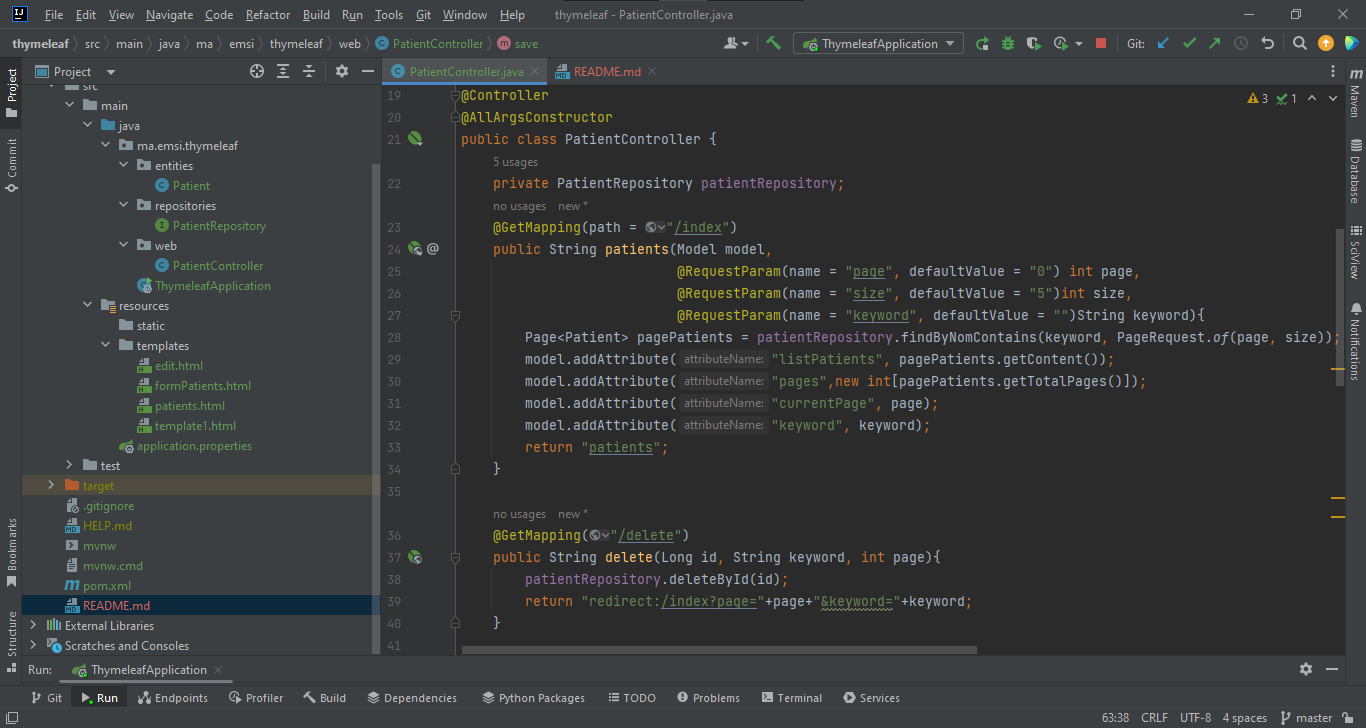 File Edit View Navigate Code Refactor Build Run Tools Git Window Help thymeleaf - PatientController.java
thymeleaf src main java ma emsi thymeleaf web PatientController save ThymeleafApplication Git:
Project PatientController.java README.md
Project
Commit
Bookmarks
Structure
src
main
java
ma.emsi.thymeleaf
entities
Patient
repositories
PatientRepository
web
PatientController
ThymeleafApplication
resources
static
templates
edit.html
formPatients.html
patients.html
template1.html
application.properties
test
target
.gitignore
HELP.md
mvnw
mvnw.cmd
pom.xml
README.md
External Libraries
Scratches and Consoles
3 1
19 @Controller
20 @AllArgsConstructor
21 public class PatientController {
5 usages
22 private PatientRepository patientRepository;
no usages new *
23 @GetMapping(path = "/index")
24 @ public String patients(Model model,
25 @RequestParam(name = "page", defaultValue = "0") int page,
26 @RequestParam(name = "size", defaultValue = "5")int size,
27 @RequestParam(name = "keyword", defaultValue = "")String keyword){
28 Page<Patient> pagePatients = patientRepository.findByNomContains(keyword, PageRequest.of(page, size));
29 model.addAttribute( attributeName: "listPatients", pagePatients.getContent());
30 model.addAttribute( attributeName: "pages",new int[pagePatients.getTotalPages()]);
31 model.addAttribute( attributeName: "currentPage", page);
32 model.addAttribute( attributeName: "keyword", keyword);
33 return "patients";
34 }
35
no usages new *
36 @GetMapping("/delete")
37 public String delete(Long id, String keyword, int page){
38 patientRepository.deleteById(id);
39 return "redirect:/index?page="+page+"&keyword="+keyword;
40 }
41
m Maven
Database
SciView
Notifications
Run: ThymeleafApplication
Git Run Endpoints Profiler Build Dependencies Python Packages TODO Problems Terminal Services
63:38 CRLF UTF-8 4 spaces master